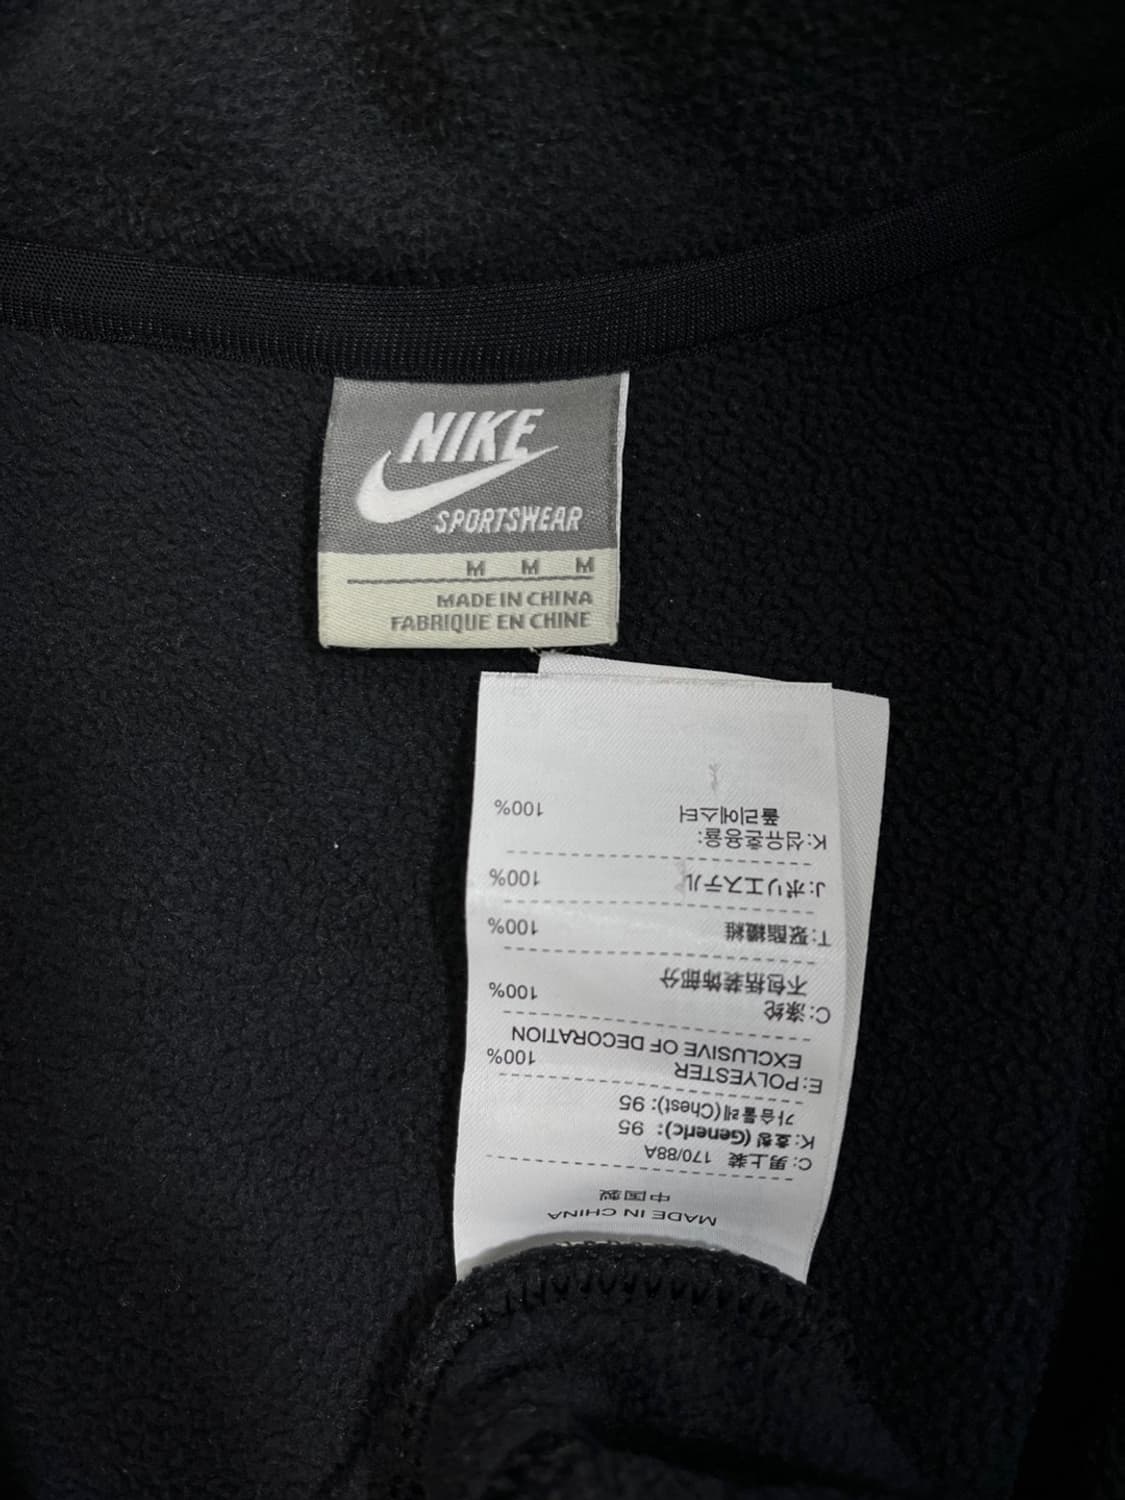 NIKE
SPORTSWEAR
M M M
MADE IN CHINA
FABRIQUE EN CHINE
MADE IN CHINA
中国製
C:男上装 170/88A
K:호칭 (Generic): 95
가슴둘레(Chest): 95
E:POLYESTER 100%
EXCLUSIVE OF DECORATION
C:涤纶 100%
不包括装饰部分
T:聚酯纖維 100%
J:ポリエステル 100%
K:섬유혼용율:
폴리에스터 100%